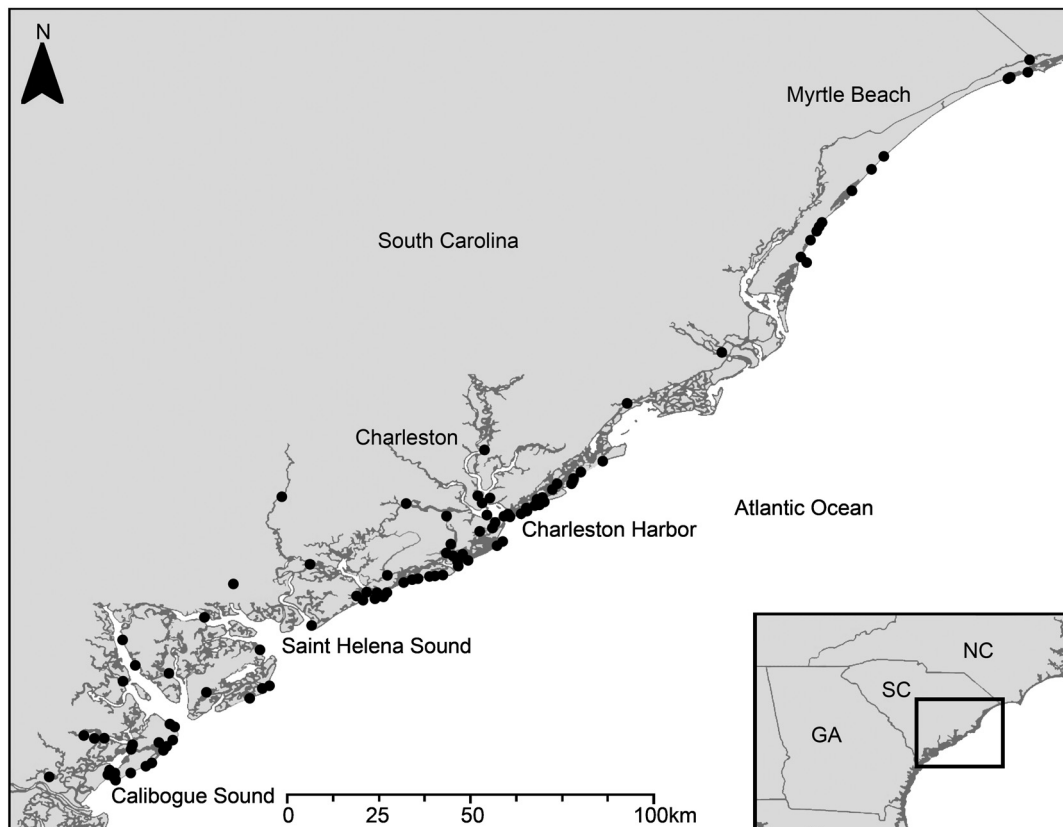 N
Myrtle Beach
South Carolina
Charleston
Atlantic Ocean
Charleston Harbor
Saint Helena Sound
NC
SC
GA
Calibogue Sound
0 25 50 100km